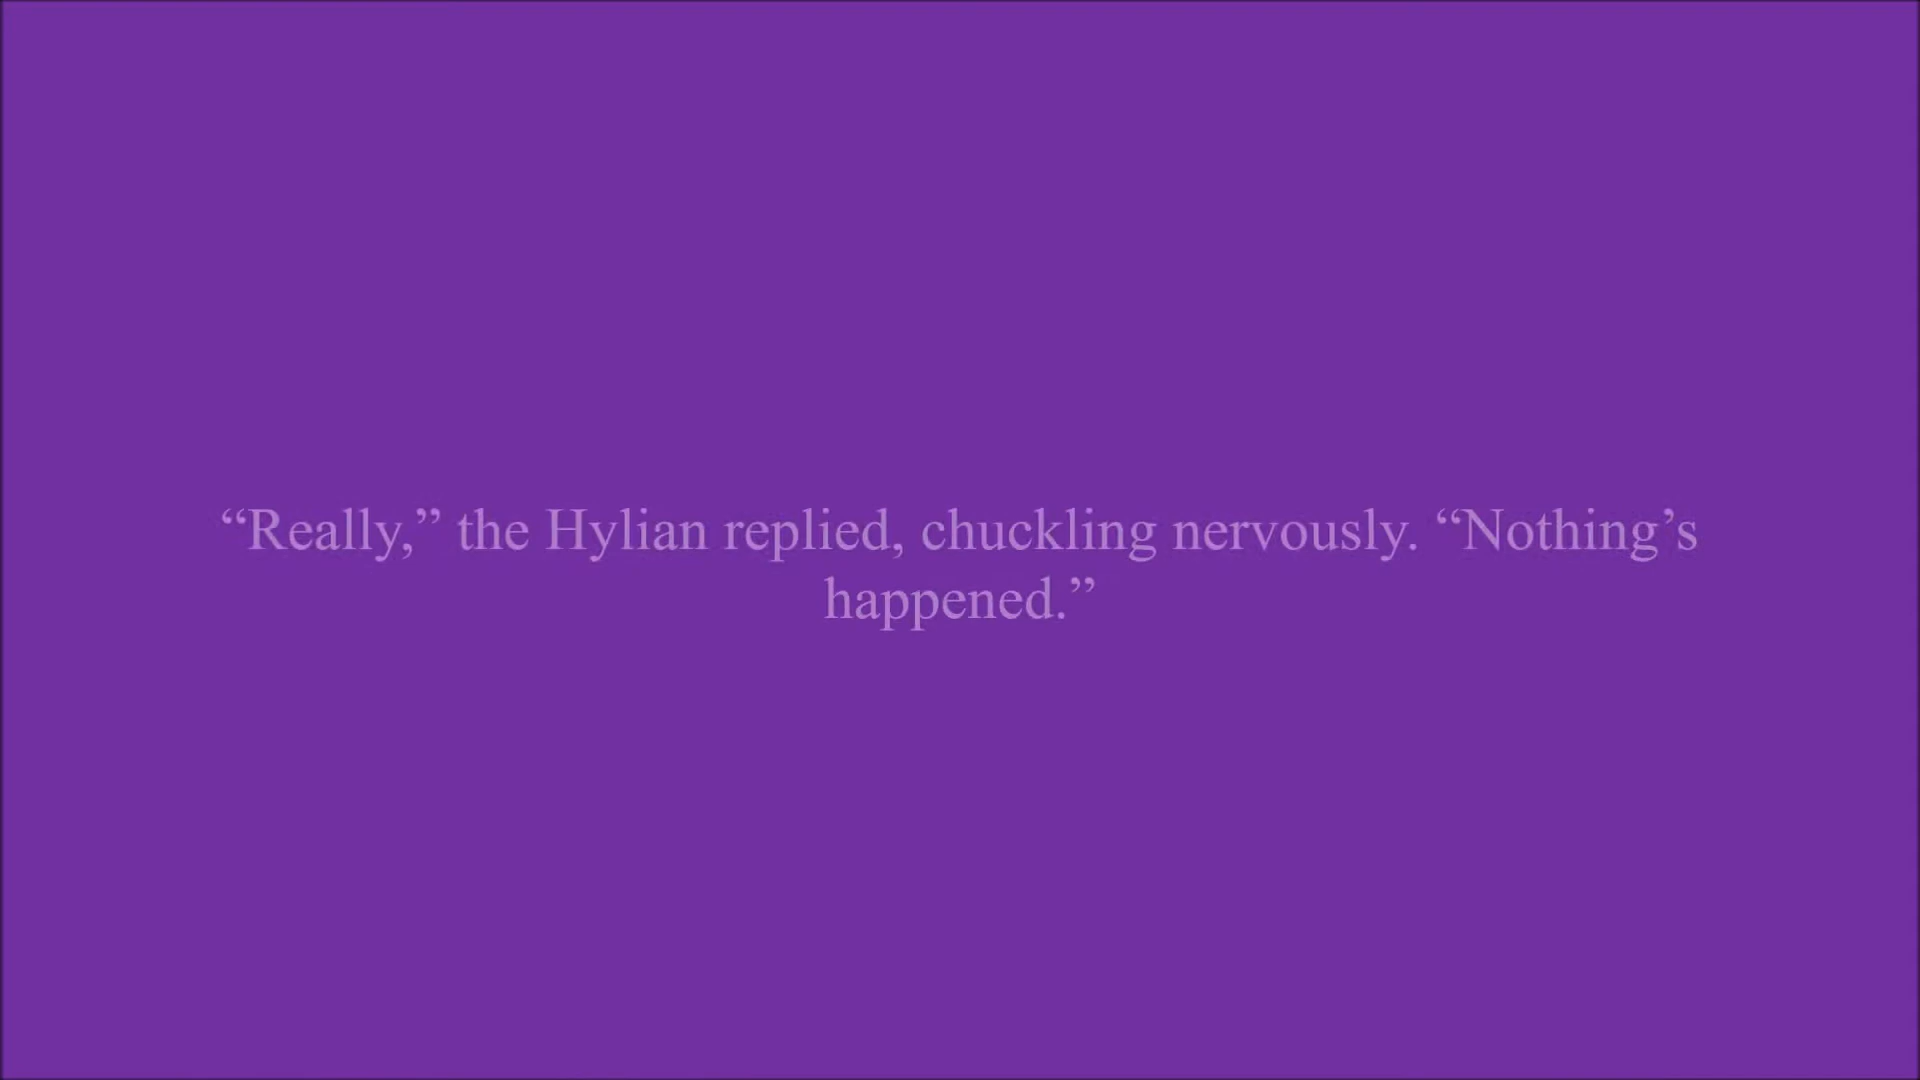 “Really,” the Hylian replied, chuckling nervously. “Nothing’s
happened.”